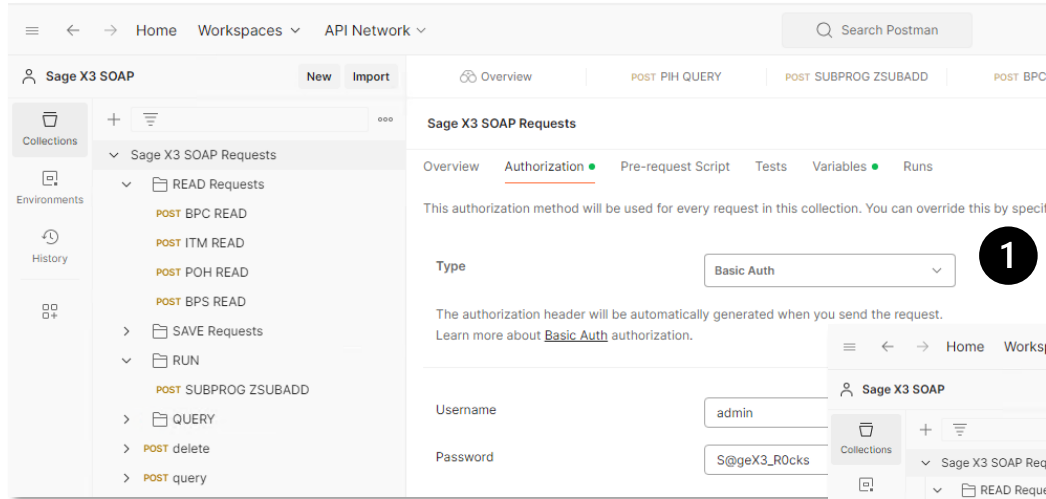 Home Workspaces API Network Search Postman
Sage X3 SOAP New Import Overview POST PIH QUERY POST SUBPROG ZSUBADD POST BPC
Collections
Environments
History
Sage X3 SOAP Requests
READ Requests
POST BPC READ
POST ITM READ
POST POH READ
POST BPS READ
SAVE Requests
RUN
POST SUBPROG ZSUBADD
QUERY
POST delete
POST query
Sage X3 SOAP Requests
Overview Authorization Pre-request Script Tests Variables Runs
This authorization method will be used for every request in this collection. You can override this by specif
Type Basic Auth
1
The authorization header will be automatically generated when you send the request.
Learn more about Basic Auth authorization.
Username admin
Password S@geX3_R0cks
Home Worksp
Sage X3 SOAP
Collections
Sage X3 SOAP Req
READ Reque